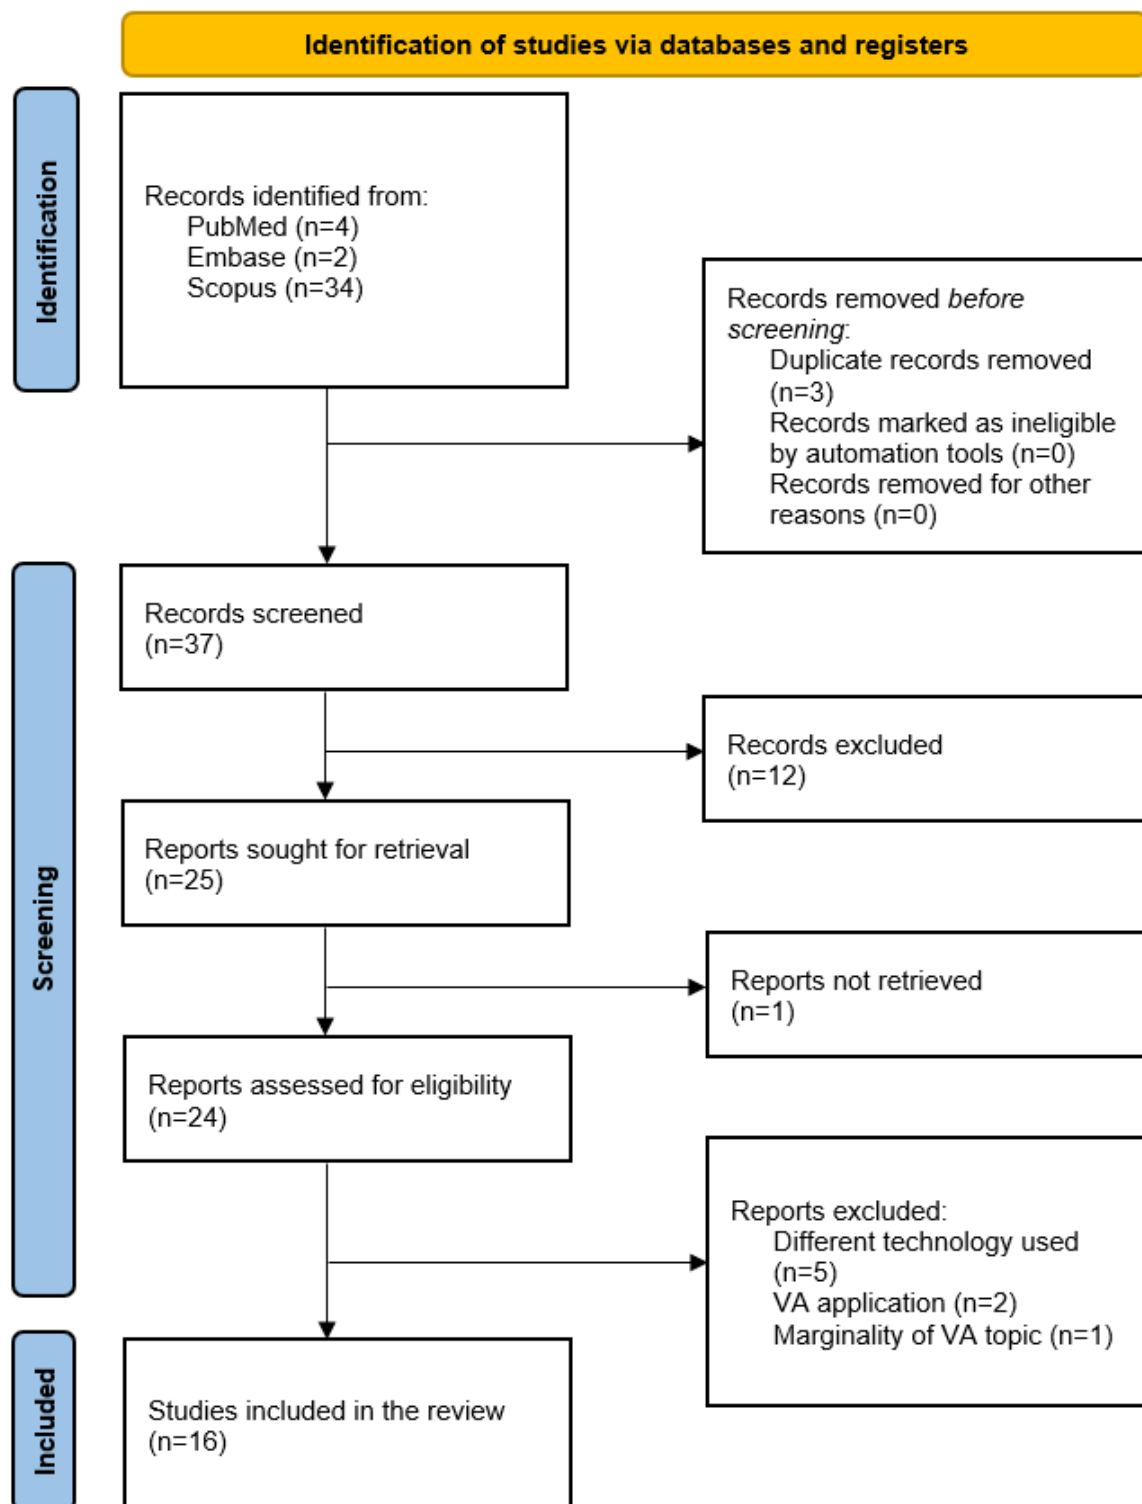 Identification of studies via databases and registers
Identification
Records identified from:
PubMed (n=4)
Embase (n=2)
Scopus (n=34)
Records removed before
screening:
Duplicate records removed
(n=3)
Records marked as ineligible
by automation tools (n=0)
Records removed for other
reasons (n=0)
Screening
Records screened
(n=37)
Records excluded
(n=12)
Reports sought for retrieval
(n=25)
Reports not retrieved
(n=1)
Reports assessed for eligibility
(n=24)
Reports excluded:
Different technology used
(n=5)
VA application (n=2)
Marginality of VA topic (n=1)
Included
Studies included in the review
(n=16)